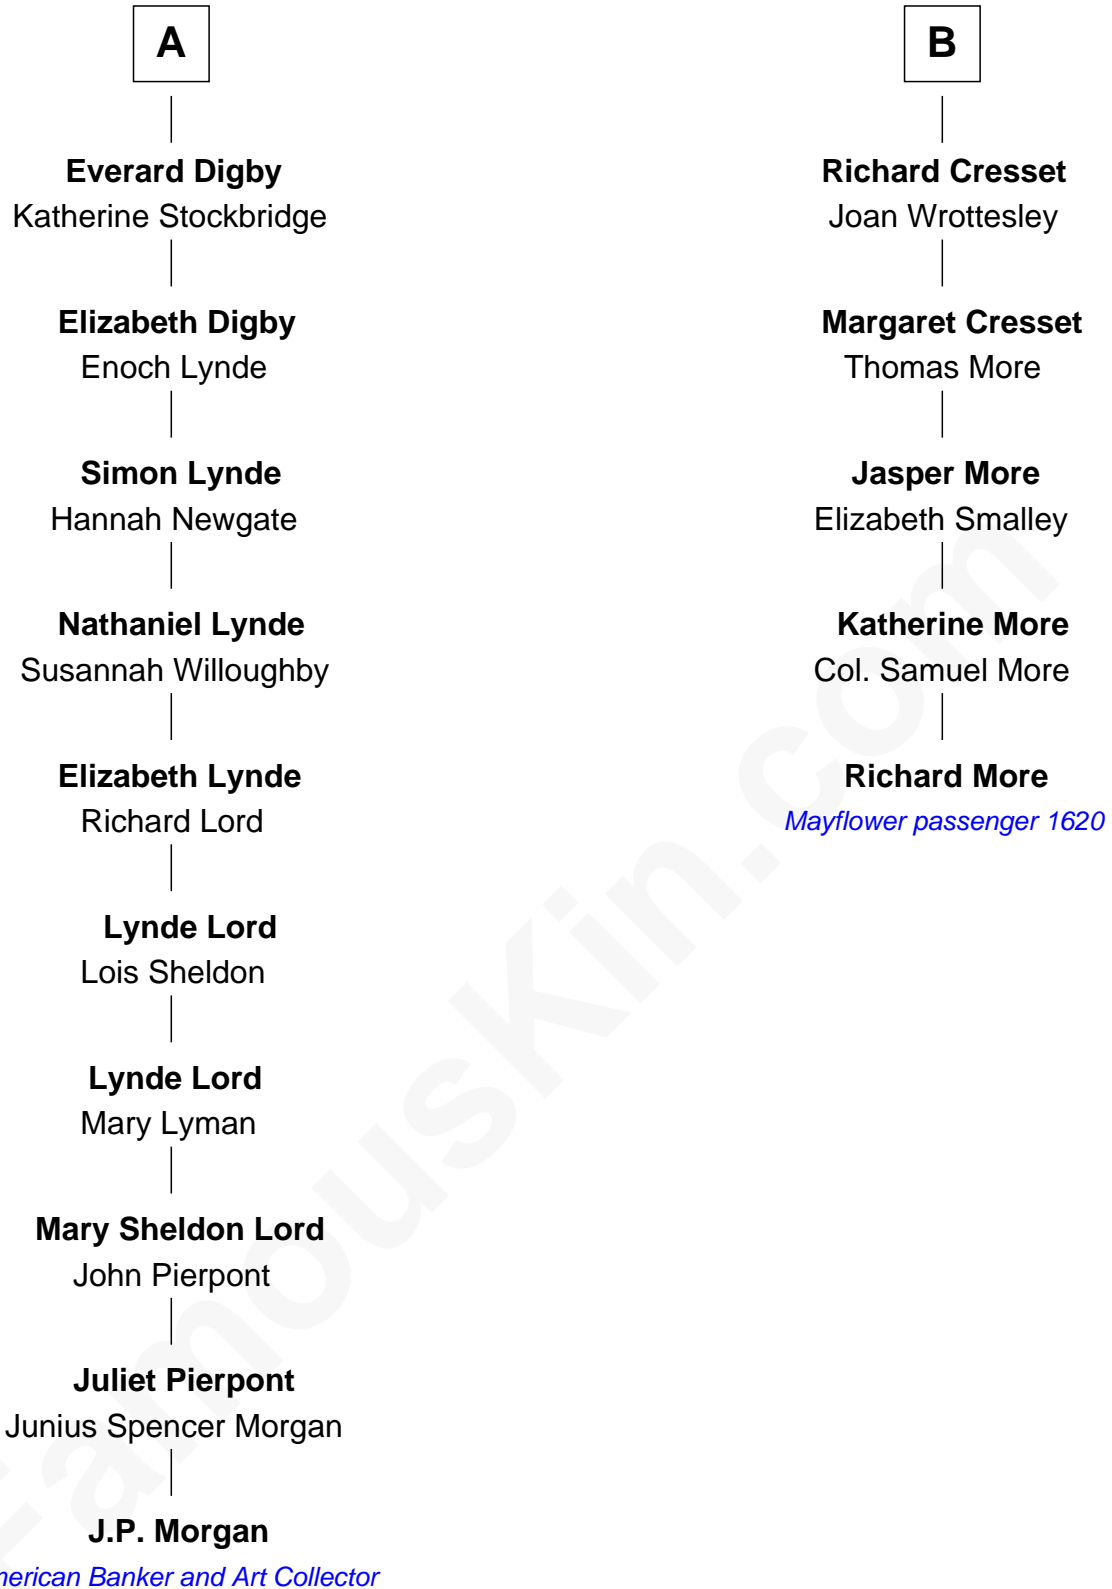 A
Everard Digby
Katherine Stockbridge
Elizabeth Digby
Enoch Lynde
Simon Lynde
Hannah Newgate
Nathaniel Lynde
Susannah Willoughby
Elizabeth Lynde
Richard Lord
Lynde Lord
Lois Sheldon
Lynde Lord
Mary Lyman
Mary Sheldon Lord
John Pierpont
Juliet Pierpont
Junius Spencer Morgan
J.P. Morgan
merican Banker and Art Collector
B
Richard Cresset
Joan Wrottesley
Margaret Cresset
Thomas More
Jasper More
Elizabeth Smalley
Katherine More
Col. Samuel More
Richard More
Mayflower passenger 1620
FamousKin.com